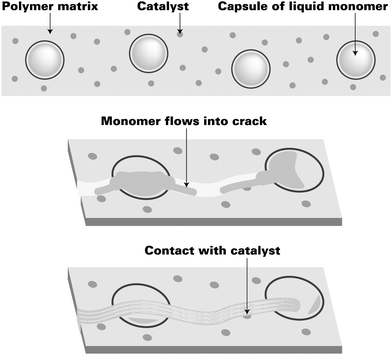 Polymer matrix Catalyst Capsule of liquid monomer
Monomer flows into crack
Contact with catalyst